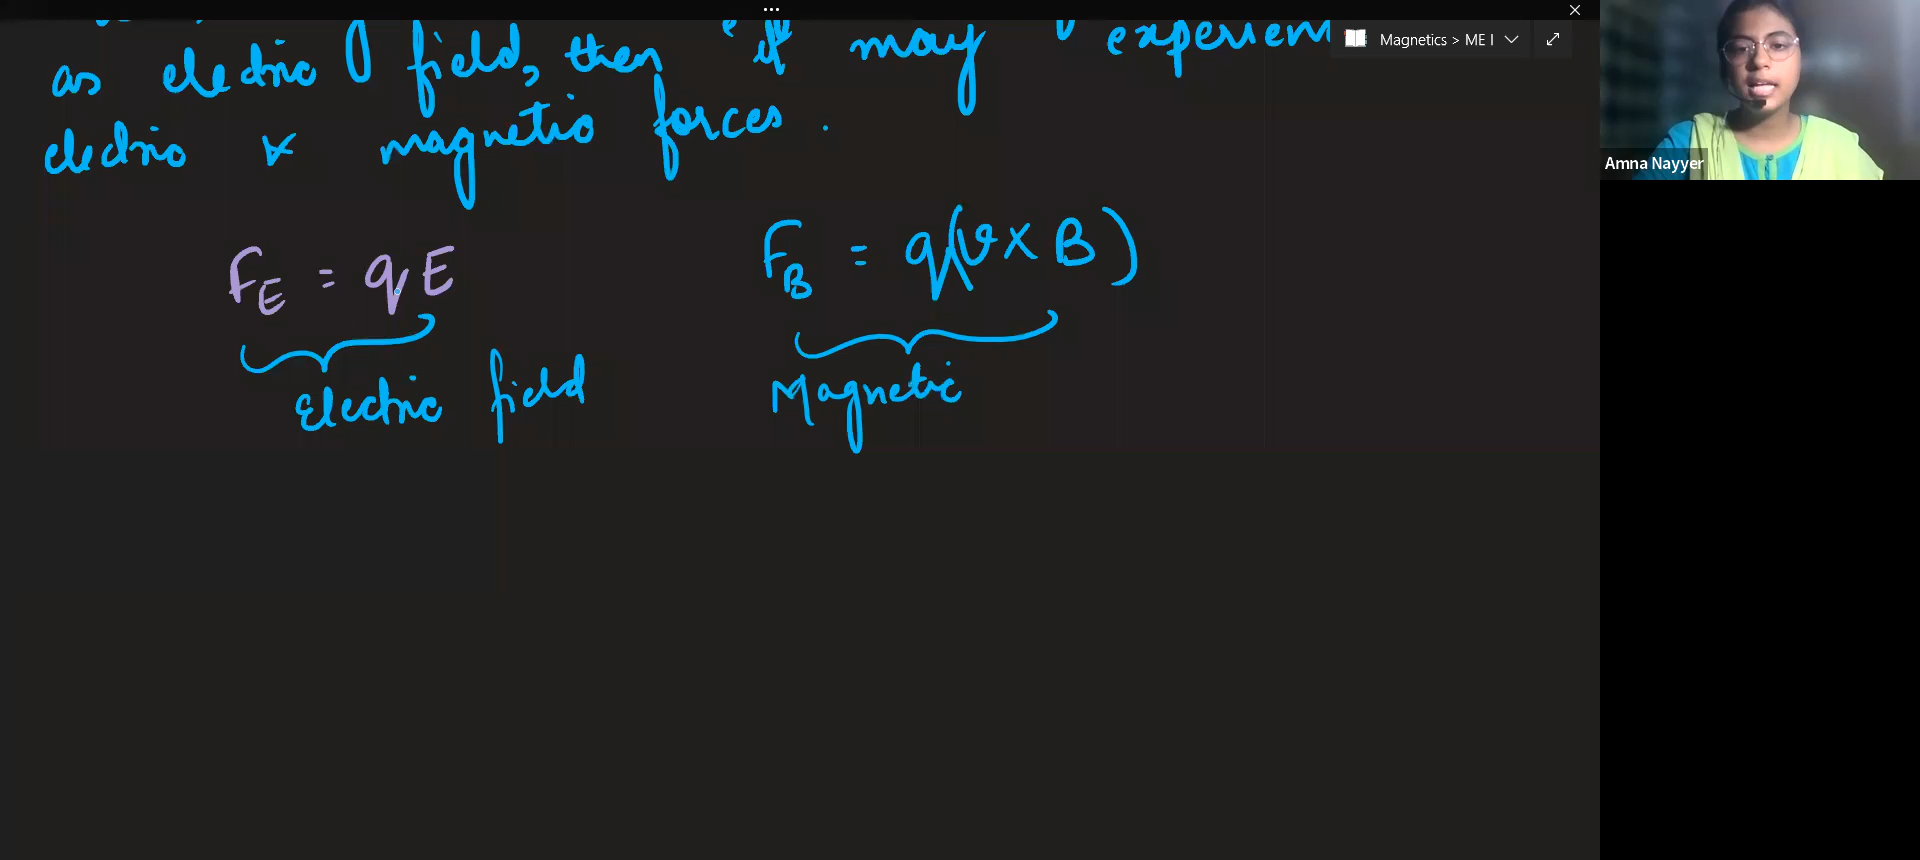 Magnetics > ME I
as electric field, then it may experien
electric & magnetic forces.
Amna Nayyer
F_E = qE
F_B = q(v × B)
Electric field
Magnetic